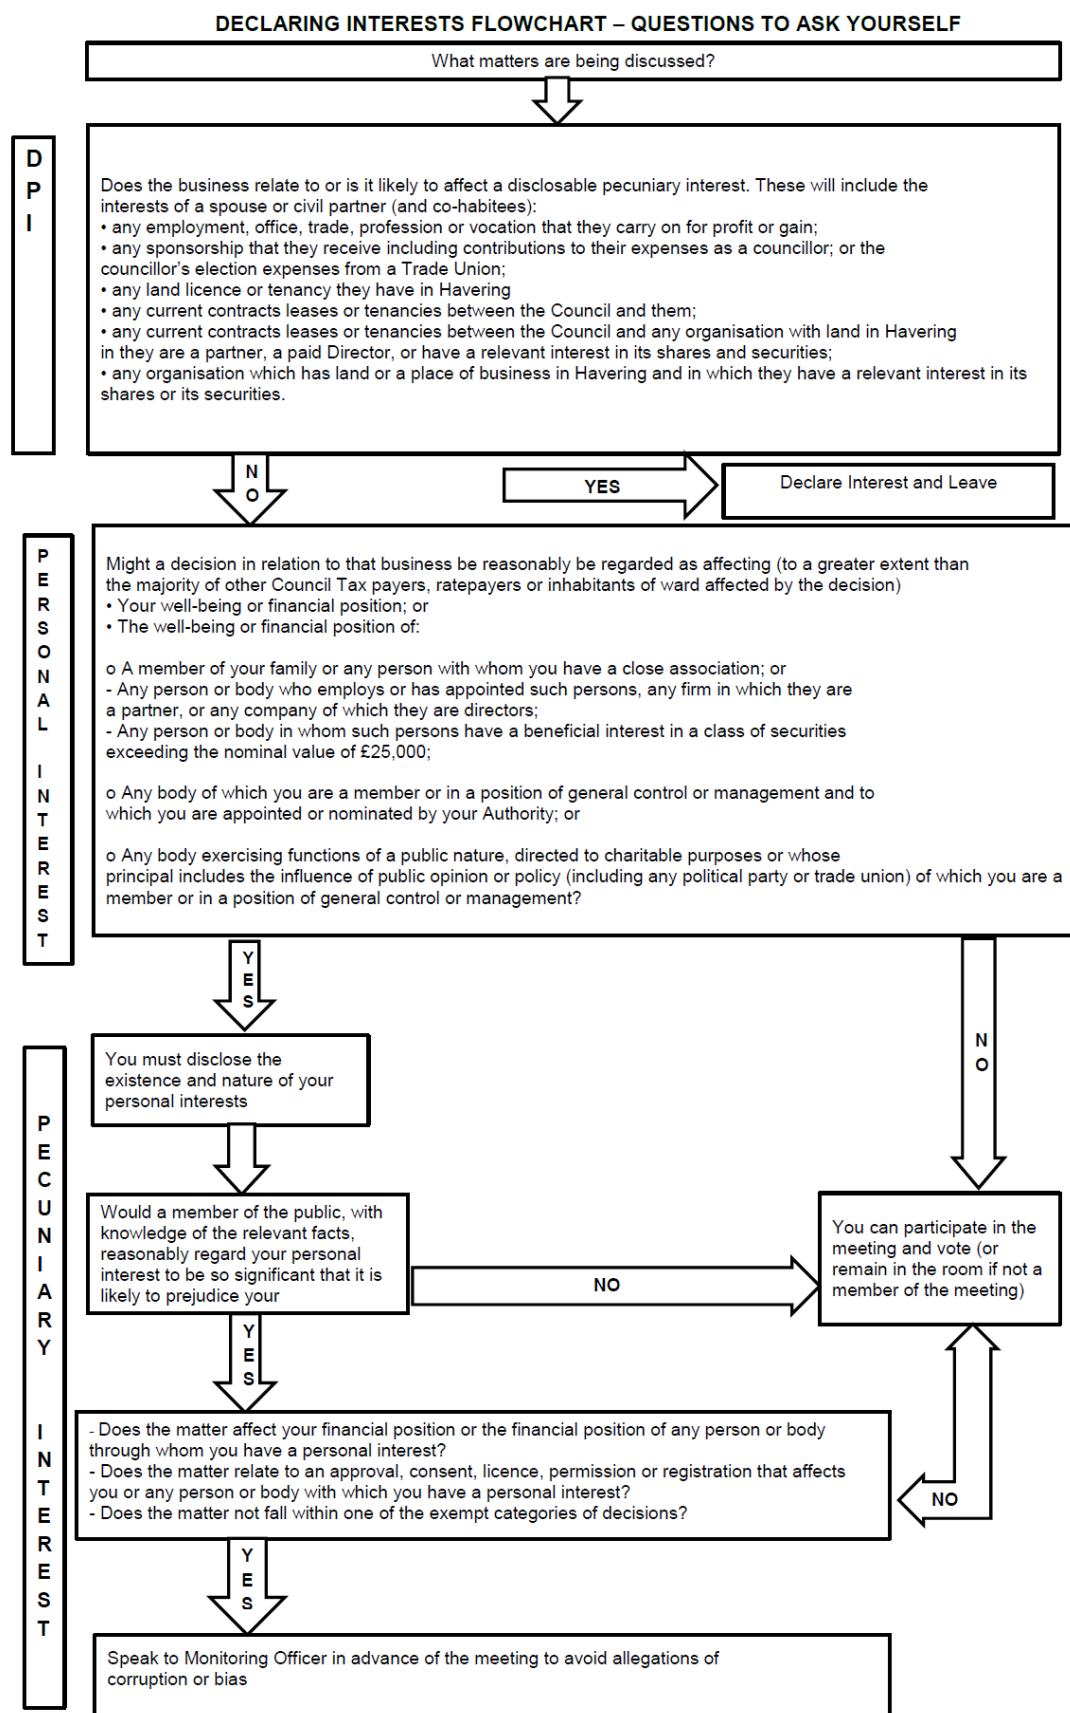 DECLARING INTERESTS FLOWCHART – QUESTIONS TO ASK YOURSELF
What matters are being discussed?
D
P
I
Does the business relate to or is it likely to affect a disclosable pecuniary interest. These will include the
interests of a spouse or civil partner (and co-habitees):
• any employment, office, trade, profession or vocation that they carry on for profit or gain;
• any sponsorship that they receive including contributions to their expenses as a councillor; or the
councillor's election expenses from a Trade Union;
• any land licence or tenancy they have in Havering
• any current contracts leases or tenancies between the Council and them;
• any current contracts leases or tenancies between the Council and any organisation with land in Havering
in they are a partner, a paid Director, or have a relevant interest in its shares and securities;
• any organisation which has land or a place of business in Havering and in which they have a relevant interest in its
shares or its securities.
N
O
YES
Declare Interest and Leave
P
E
R
S
O
N
A
L
I
N
T
E
R
E
S
T
Might a decision in relation to that business be reasonably be regarded as affecting (to a greater extent than
the majority of other Council Tax payers, ratepayers or inhabitants of ward affected by the decision)
• Your well-being or financial position; or
• The well-being or financial position of:
o A member of your family or any person with whom you have a close association; or
- Any person or body who employs or has appointed such persons, any firm in which they are
a partner, or any company of which they are directors;
- Any person or body in whom such persons have a beneficial interest in a class of securities
exceeding the nominal value of £25,000;
o Any body of which you are a member or in a position of general control or management and to
which you are appointed or nominated by your Authority; or
o Any body exercising functions of a public nature, directed to charitable purposes or whose
principal includes the influence of public opinion or policy (including any political party or trade union) of which you are a
member or in a position of general control or management?
Y
E
S
N
O
P
E
C
U
N
I
A
R
Y
I
N
T
E
R
E
S
T
You must disclose the
existence and nature of your
personal interests
Would a member of the public, with
knowledge of the relevant facts,
reasonably regard your personal
interest to be so significant that it is
likely to prejudice your
NO
You can participate in the
meeting and vote (or
remain in the room if not a
member of the meeting)
Y
E
S
- Does the matter affect your financial position or the financial position of any person or body
through whom you have a personal interest?
- Does the matter relate to an approval, consent, licence, permission or registration that affects
you or any person or body with which you have a personal interest?
- Does the matter not fall within one of the exempt categories of decisions?
NO
Y
E
S
Speak to Monitoring Officer in advance of the meeting to avoid allegations of
corruption or bias